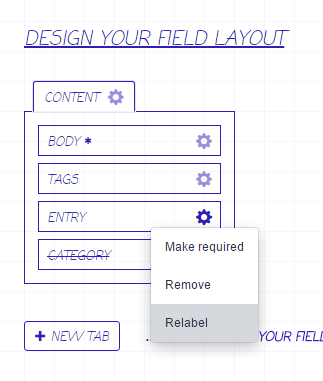 DESIGN YOUR FIELD LAYOUT
CONTENT
BODY *
TAGS
ENTRY
CATEGORY
Make required
Remove
Relabel
+ NEW TAB
YOUR FIEL